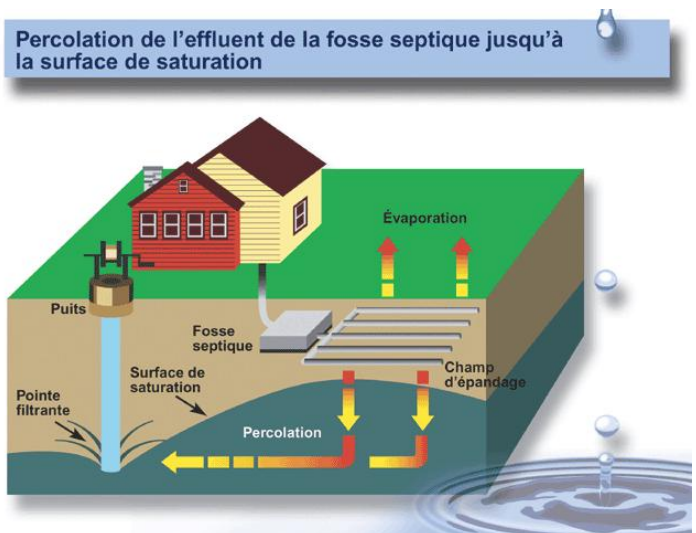 Percolation de l'effluent de la fosse septique jusqu'à
la surface de saturation
Évaporation
Puits
Fosse
septique
Champ
d'épandage
Surface de
saturation
Pointe
filtrante
Percolation